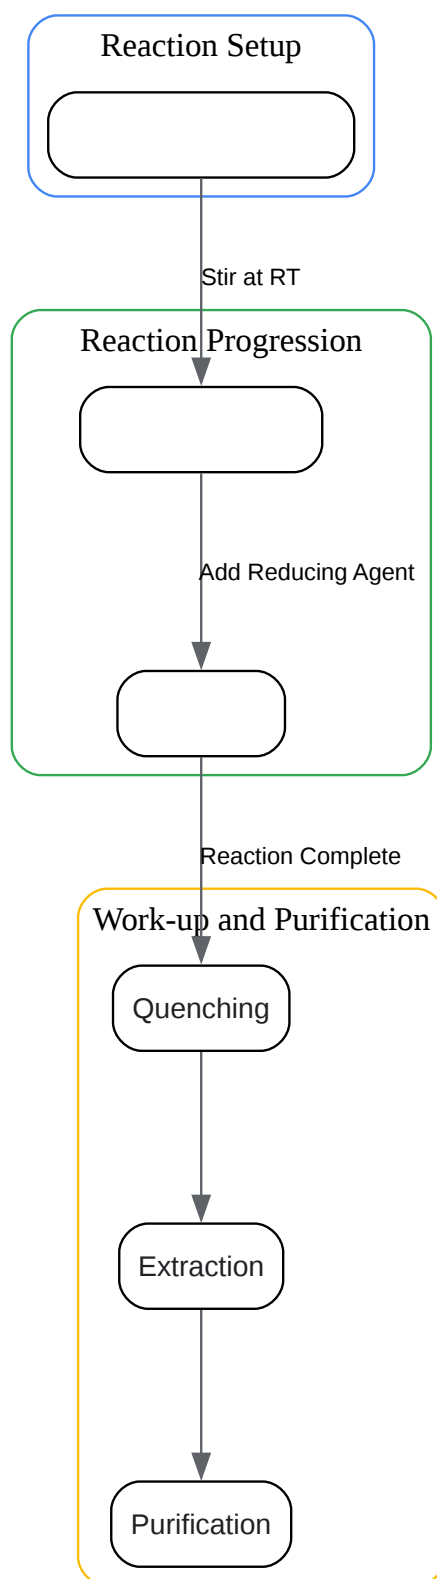 Reaction Setup
Stir at RT
Reaction Progression
Add Reducing Agent
Reaction Complete
Work-up and Purification
Quenching
Extraction
Purification